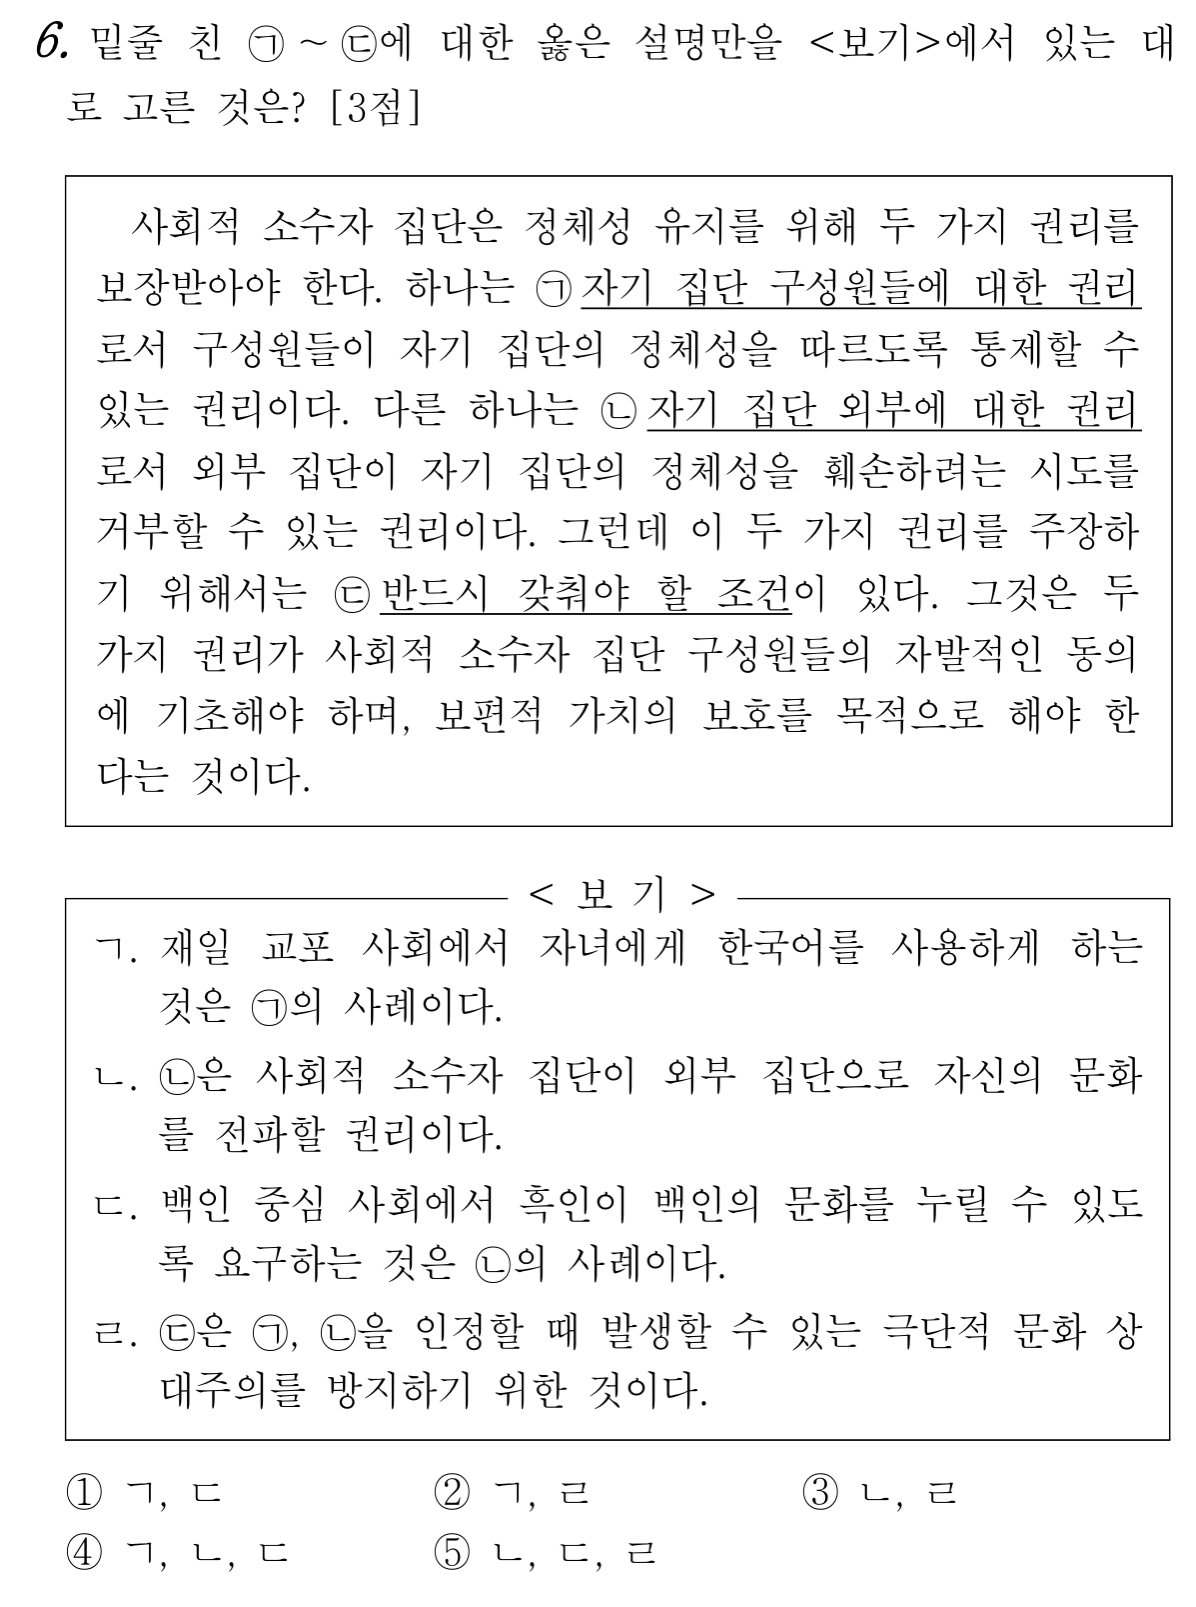 6. 밑줄 친 ㉠～㉢에 대한 옳은 설명만을 <보기>에서 있는 대
로 고른 것은? [3점]
사회적 소수자 집단은 정체성 유지를 위해 두 가지 권리를
보장받아야 한다. 하나는 ㉠자기 집단 구성원들에 대한 권리
로서 구성원들이 자기 집단의 정체성을 따르도록 통제할 수
있는 권리이다. 다른 하나는 ㉡자기 집단 외부에 대한 권리
로서 외부 집단이 자기 집단의 정체성을 훼손하려는 시도를
거부할 수 있는 권리이다. 그런데 이 두 가지 권리를 주장하
기 위해서는 ㉢반드시 갖춰야 할 조건이 있다. 그것은 두
가지 권리가 사회적 소수자 집단 구성원들의 자발적인 동의
에 기초해야 하며, 보편적 가치의 보호를 목적으로 해야 한
다는 것이다.
< 보 기 >
ㄱ. 재일 교포 사회에서 자녀에게 한국어를 사용하게 하는
것은 ㉠의 사례이다.
ㄴ. ㉡은 사회적 소수자 집단이 외부 집단으로 자신의 문화
를 전파할 권리이다.
ㄷ. 백인 중심 사회에서 흑인이 백인의 문화를 누릴 수 있도
록 요구하는 것은 ㉡의 사례이다.
ㄹ. ㉢은 ㉠, ㉡을 인정할 때 발생할 수 있는 극단적 문화 상
대주의를 방지하기 위한 것이다.
① ㄱ, ㄷ ② ㄱ, ㄹ ③ ㄴ, ㄹ
④ ㄱ, ㄴ, ㄷ ⑤ ㄴ, ㄷ, ㄹ